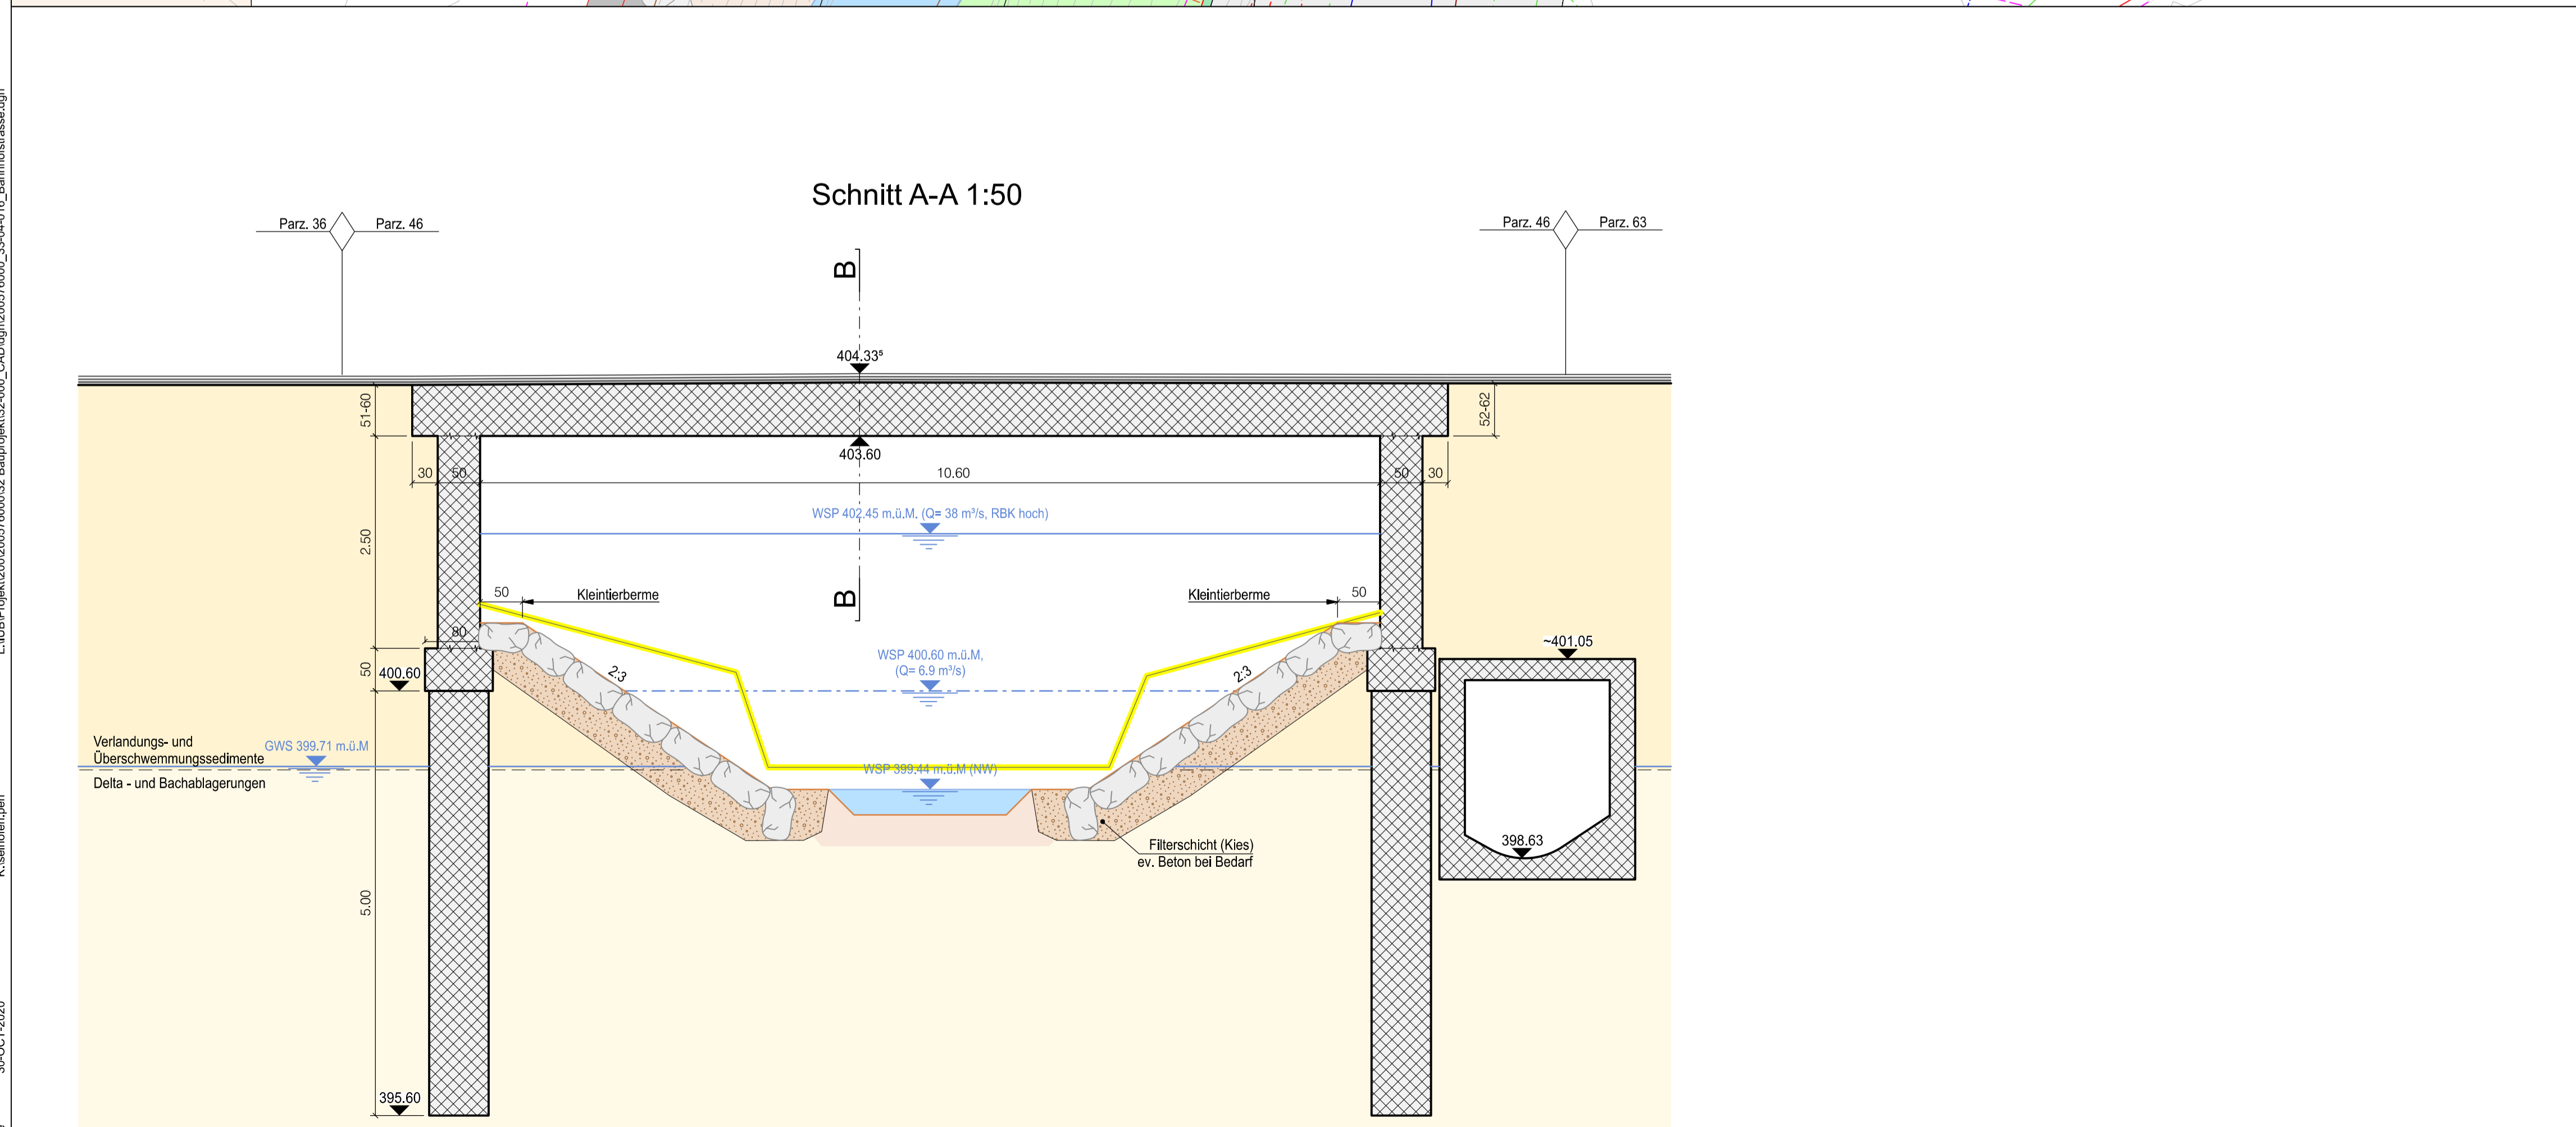 Schnitt A-A 1:50
Parz. 36
Parz. 46
Parz. 46
Parz. 63
B
404.33⁵
51-60
52-62
403.60
30
50
10.60
50
30
WSP 402.45 m.ü.M. (Q= 38 m³/s, RBK hoch)
2.50
50
Kleintierberme
B
Kleintierberme
50
80
~401.05
WSP 400.60 m.ü.M,
(Q= 6.9 m³/s)
50
400.60
2:3
2:3
Verlandungs- und
Überschwemmungssedimente
GWS 399.71 m.ü.M
Delta - und Bachablagerungen
WSP 399.44 m.ü.M (NW)
Filterschicht (Kies)
ev. Beton bei Bedarf
398.63
5.00
395.60